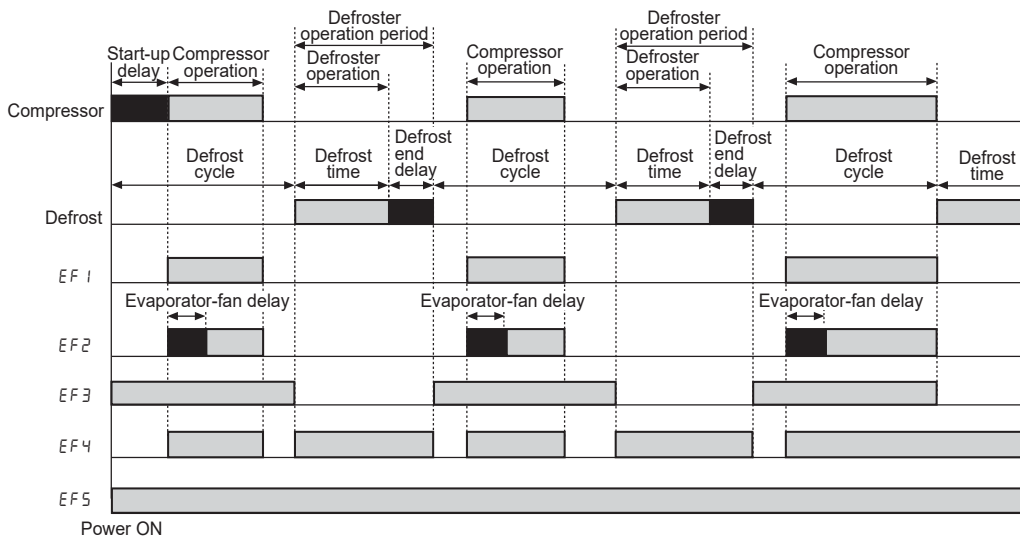 Defroster
operation period
Defroster
operation period
Start-up
delay
Compressor
operation
Defroster
operation
Compressor
operation
Defroster
operation
Compressor
operation
Compressor
Defrost
cycle
Defrost
time
Defrost
end
delay
Defrost
cycle
Defrost
time
Defrost
end
delay
Defrost
cycle
Defrost
time
Defrost
EF1
Evaporator-fan delay
Evaporator-fan delay
Evaporator-fan delay
EF2
EF3
EF4
EF5
Power ON